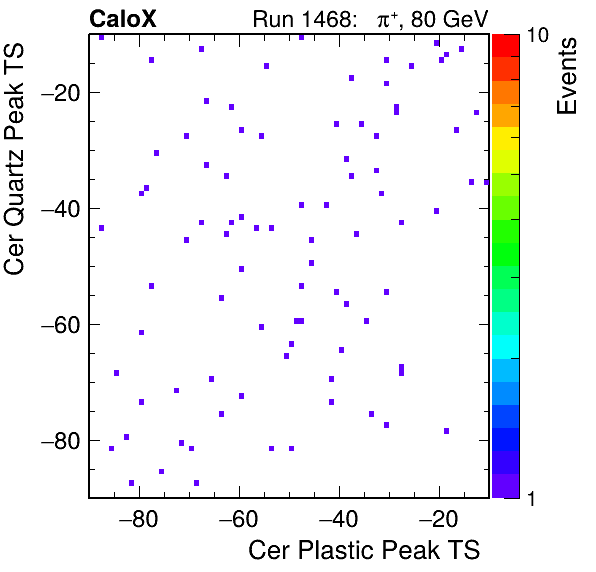 CaloX Run 1468: π⁺, 80 GeV
Cer Quartz Peak TS
−20
−40
−60
−80
−80 −60 −40 −20
Cer Plastic Peak TS
10
1
Events